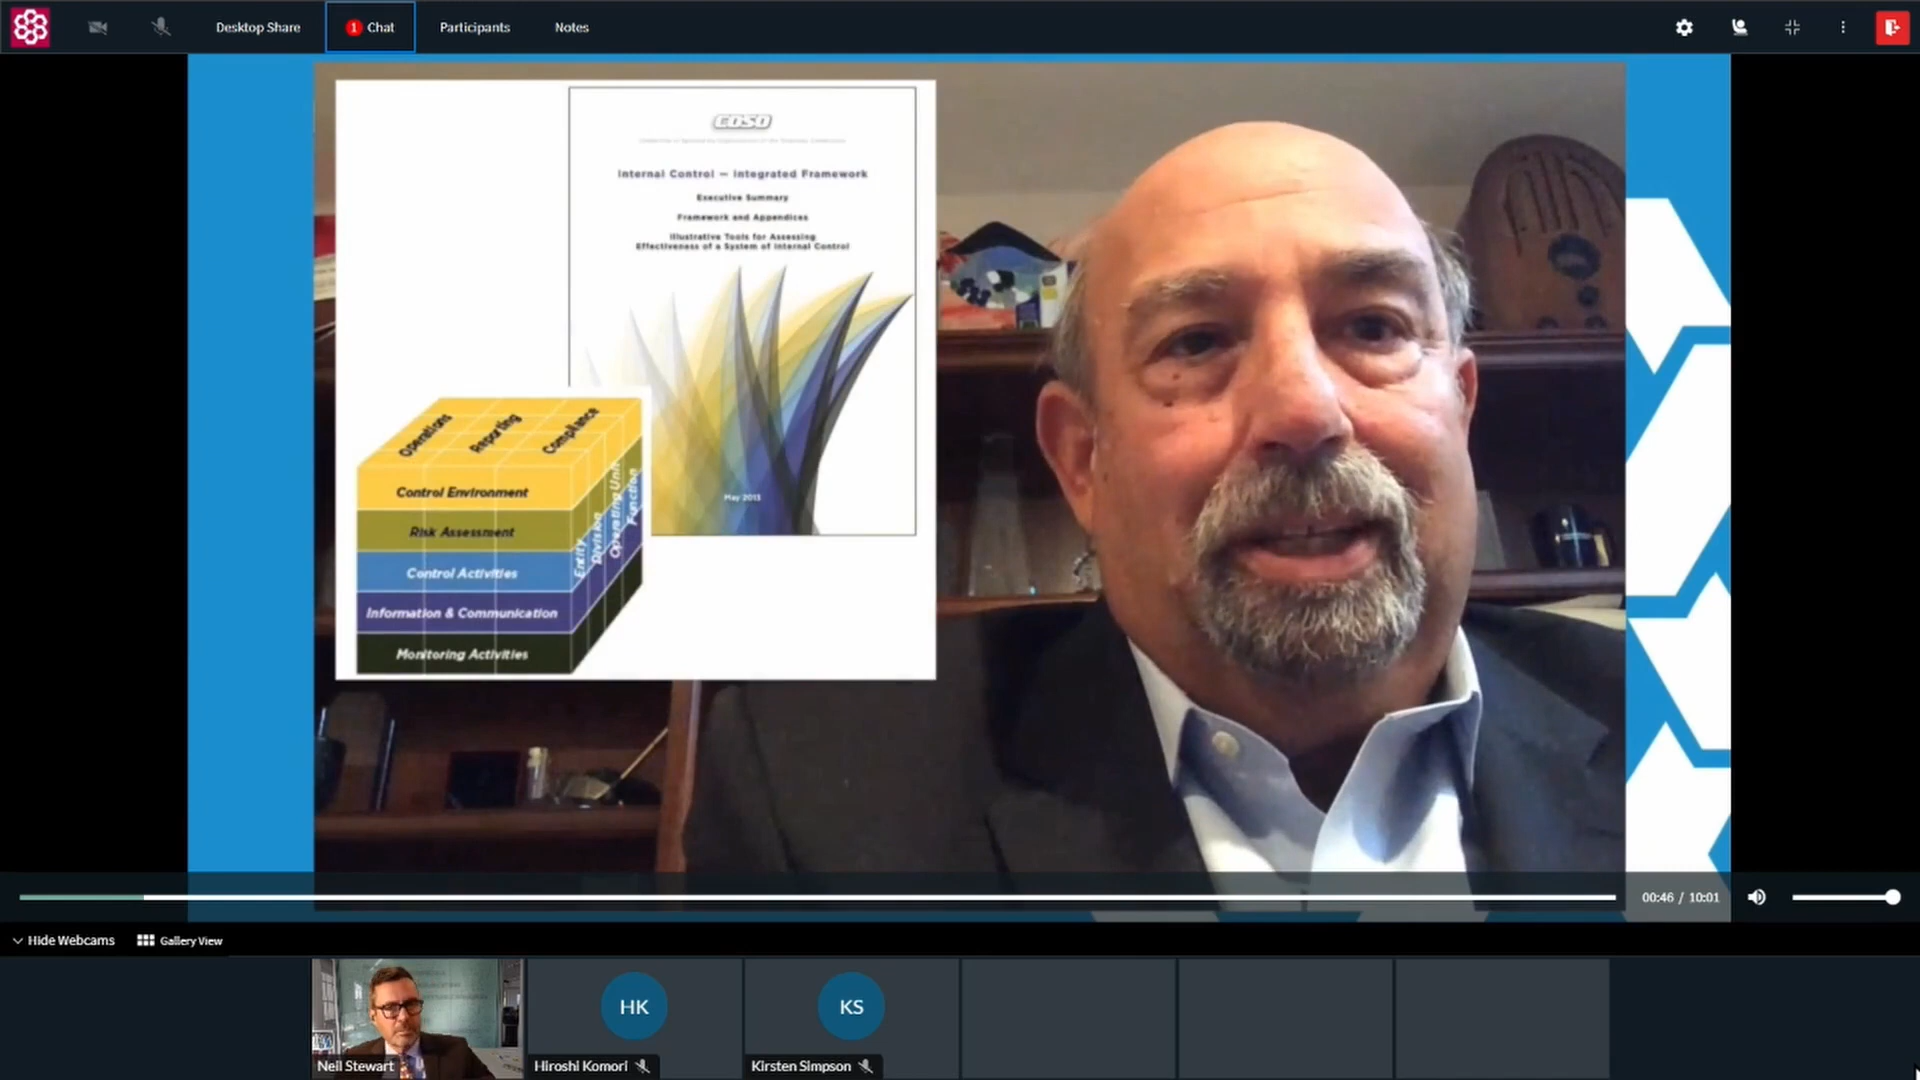 Desktop Share
1 Chat
Participants
Notes
COSO
Internal Control — Integrated Framework
Executive Summary
Framework and Appendices
Illustrative Tools for Assessing
Effectiveness of a System of Internal Control
May 2013
Operations
Reporting
Compliance
Control Environment
Risk Assessment
Control Activities
Information & Communication
Monitoring Activities
Entity
Division
Operating Unit
Function
00:46 / 10:01
Hide Webcams
Gallery View
HK
KS
Neil Stewart
Hiroshi Komori
Kirsten Simpson